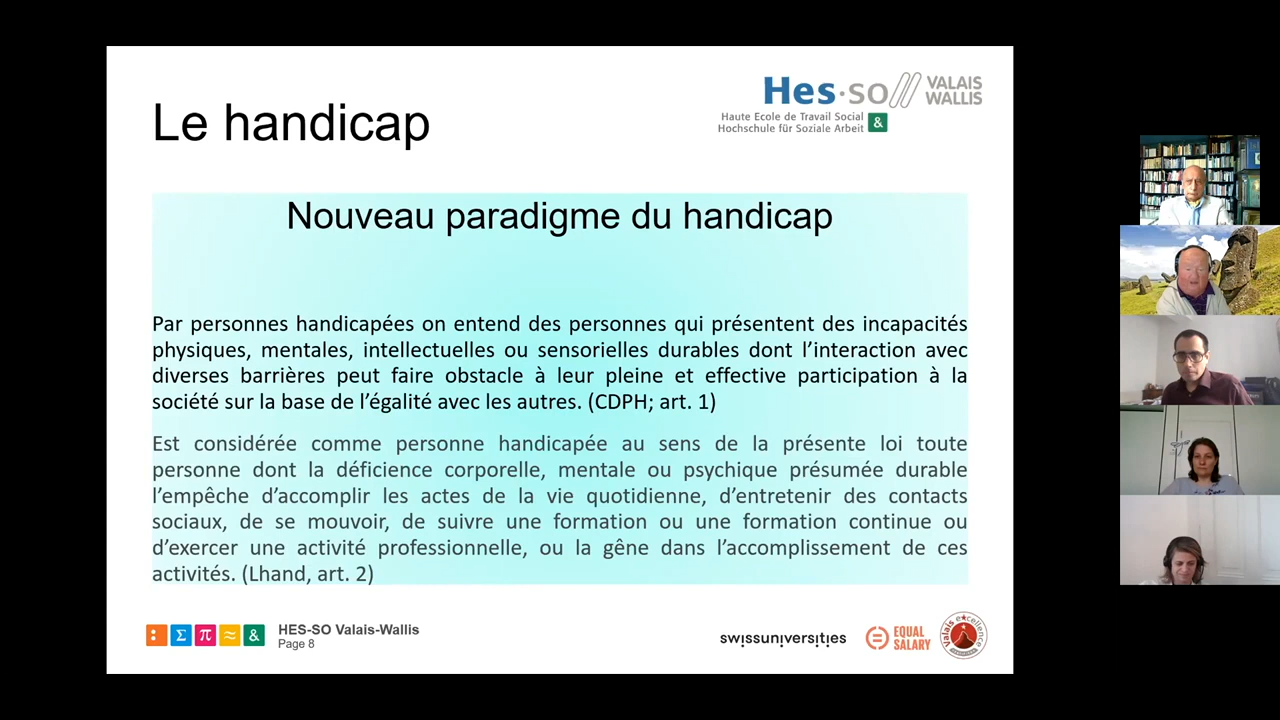 Le handicap
Hes·so VALAIS
WALLIS
Haute Ecole de Travail Social
Hochschule für Soziale Arbeit &
Nouveau paradigme du handicap
Par personnes handicapées on entend des personnes qui présentent des incapacités
physiques, mentales, intellectuelles ou sensorielles durables dont l’interaction avec
diverses barrières peut faire obstacle à leur pleine et effective participation à la
société sur la base de l’égalité avec les autres. (CDPH; art. 1)
Est considérée comme personne handicapée au sens de la présente loi toute
personne dont la déficience corporelle, mentale ou psychique présumée durable
l’empêche d’accomplir les actes de la vie quotidienne, d’entretenir des contacts
sociaux, de se mouvoir, de suivre une formation ou une formation continue ou
d’exercer une activité professionnelle, ou la gêne dans l’accomplissement de ces
activités. (Lhand, art. 2)
: Σ π ≈ &
HES-SO Valais-Wallis
Page 8
swissuniversities
EQUAL
SALARY
Valais excellence